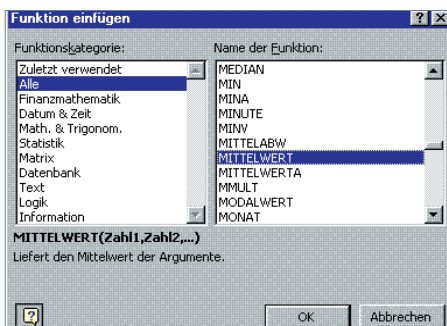 Funktion einfügen
Funktionskategorie:
Zuletzt verwendet
Alle
Finanzmathematik
Datum & Zeit
Math. & Trigonom.
Statistik
Matrix
Datenbank
Text
Logik
Information
Name der Funktion:
MEDIAN
MIN
MINA
MINUTE
MINV
MITTELABW
MITTELWERT
MITTELWERTA
MMULT
MODALWERT
MONAT
MITTELWERT(Zahl1,Zahl2,...)
Liefert den Mittelwert der Argumente.
OK
Abbrechen